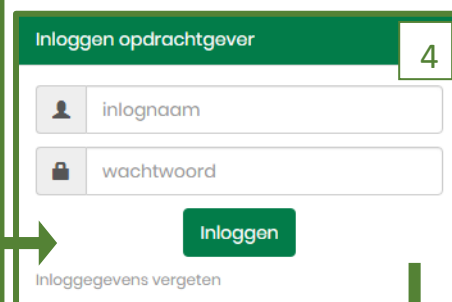 Inloggen opdrachtgever
4
inlognaam
wachtwoord
Inloggen
Inloggegevens vergeten